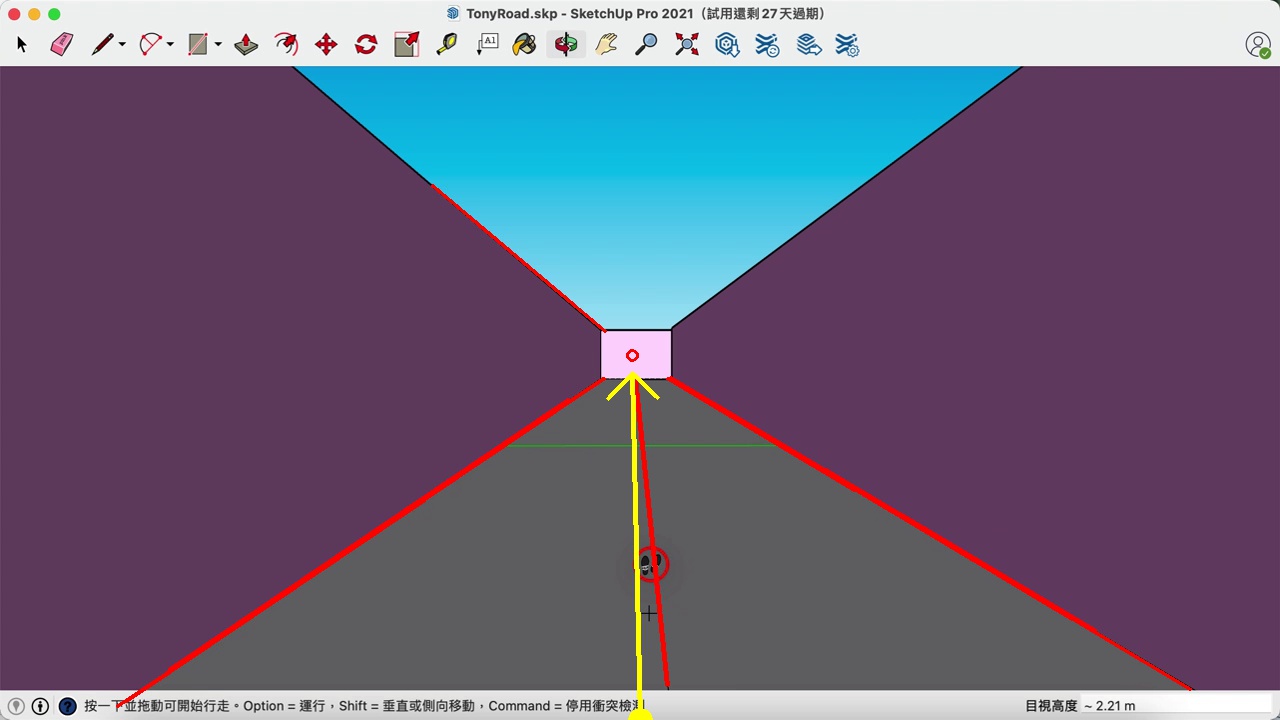 TonyRoad.skp - SketchUp Pro 2021（試用還剩 27 天過期）
A1
按一下並拖動可開始行走。Option = 運行，Shift = 垂直或側向移動，Command = 停用衝突檢測
目視高度 ~ 2.21 m